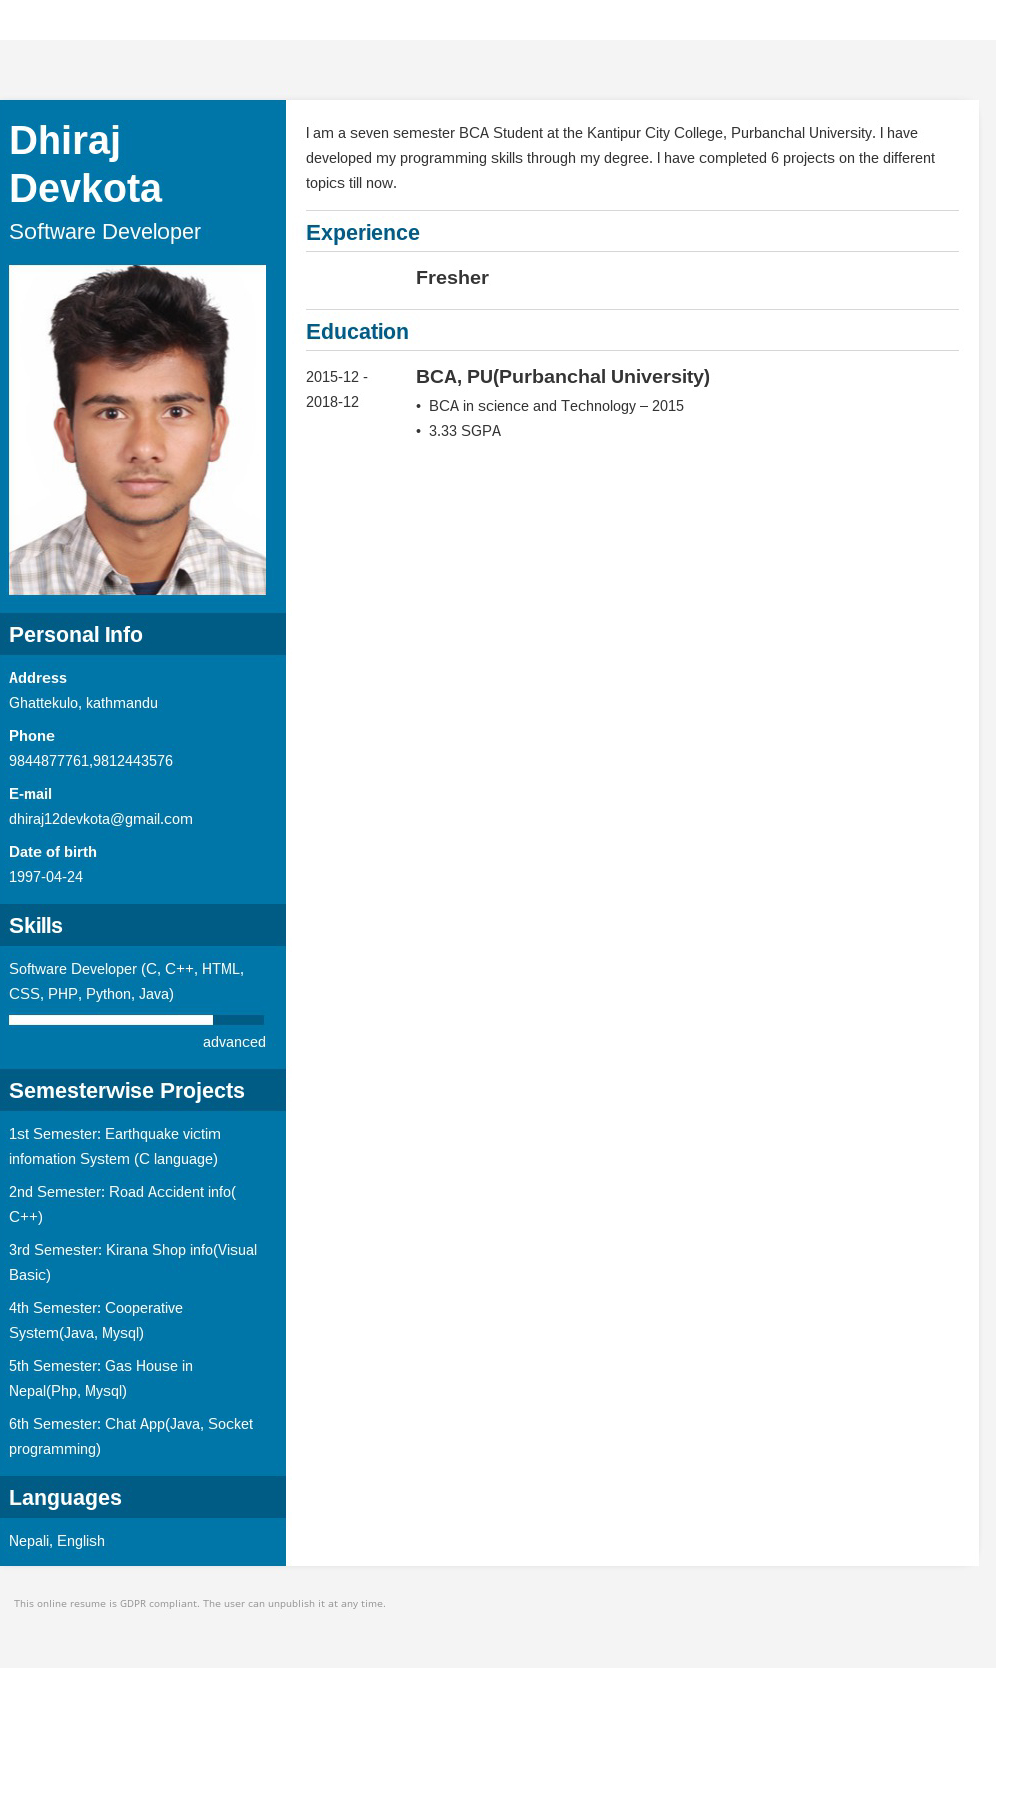 Dhiraj
Devkota
Software Developer
Personal Info
Address
Ghattekulo, kathmandu
Phone
9844877761,9812443576
E-mail
dhiraj12devkota@gmail.com
Date of birth
1997-04-24
Skills
Software Developer (C, C++, HTML,
CSS, PHP, Python, Java)
advanced
Semesterwise Projects
1st Semester: Earthquake victim
infomation System (C language)
2nd Semester: Road Accident info(
C++)
3rd Semester: Kirana Shop info(Visual
Basic)
4th Semester: Cooperative
System(Java, Mysql)
5th Semester: Gas House in
Nepal(Php, Mysql)
6th Semester: Chat App(Java, Socket
programming)
Languages
Nepali, English
I am a seven semester BCA Student at the Kantipur City College, Purbanchal University. I have
developed my programming skills through my degree. I have completed 6 projects on the different
topics till now.
Experience
Fresher
Education
2015-12 -
2018-12
BCA, PU(Purbanchal University)
• BCA in science and Technology – 2015
• 3.33 SGPA
This online resume is GDPR compliant. The user can unpublish it at any time.